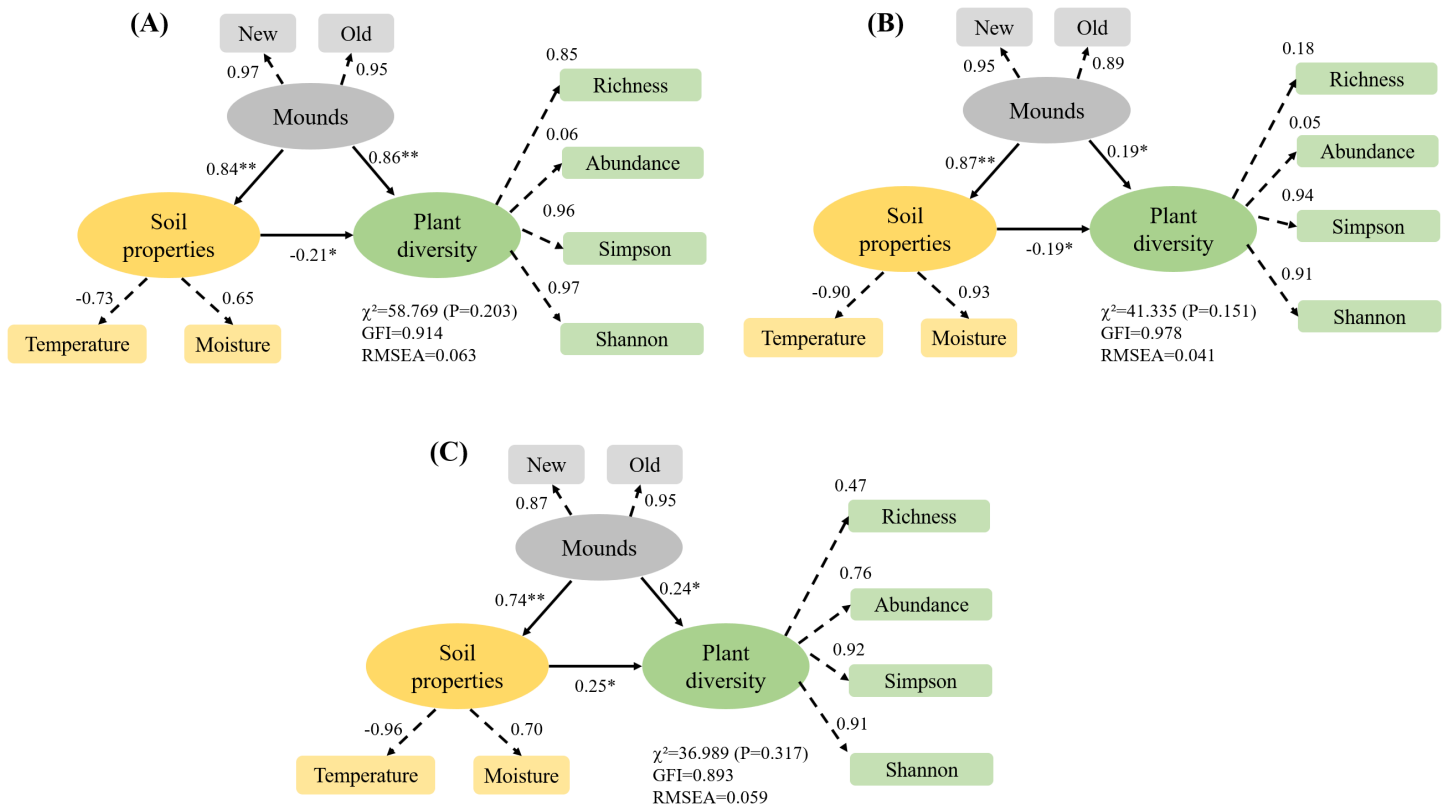 (A)
New
Old
0.97
0.95
Mounds
0.84**
0.86**
Soil
properties
-0.21*
Plant
diversity
-0.73
0.65
Temperature
Moisture
0.85
Richness
0.06
Abundance
0.96
Simpson
0.97
Shannon
χ²=58.769 (P=0.203)
GFI=0.914
RMSEA=0.063
(B)
New
Old
0.95
0.89
Mounds
0.87**
0.19*
Soil
properties
-0.19*
Plant
diversity
-0.90
0.93
Temperature
Moisture
0.18
Richness
0.05
Abundance
0.94
Simpson
0.91
Shannon
χ²=41.335 (P=0.151)
GFI=0.978
RMSEA=0.041
(C)
New
Old
0.87
0.95
Mounds
0.74**
0.24*
Soil
properties
0.25*
Plant
diversity
-0.96
0.70
Temperature
Moisture
0.47
Richness
0.76
Abundance
0.92
Simpson
0.91
Shannon
χ²=36.989 (P=0.317)
GFI=0.893
RMSEA=0.059